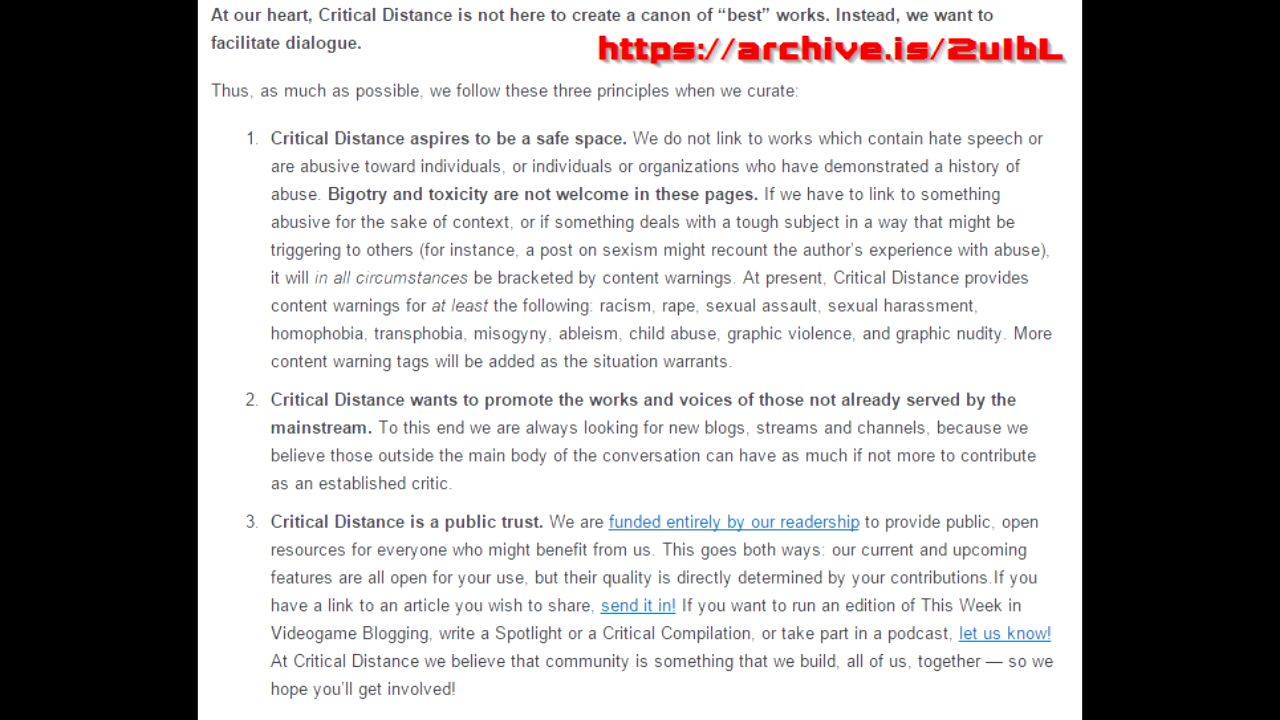 At our heart, Critical Distance is not here to create a canon of “best” works. Instead, we want to
facilitate dialogue.
https://archive.is/2uIbL
Thus, as much as possible, we follow these three principles when we curate:
1. Critical Distance aspires to be a safe space. We do not link to works which contain hate speech or
are abusive toward individuals, or individuals or organizations who have demonstrated a history of
abuse. Bigotry and toxicity are not welcome in these pages. If we have to link to something
abusive for the sake of context, or if something deals with a tough subject in a way that might be
triggering to others (for instance, a post on sexism might recount the author’s experience with abuse),
it will in all circumstances be bracketed by content warnings. At present, Critical Distance provides
content warnings for at least the following: racism, rape, sexual assault, sexual harassment,
homophobia, transphobia, misogyny, ableism, child abuse, graphic violence, and graphic nudity. More
content warning tags will be added as the situation warrants.
2. Critical Distance wants to promote the works and voices of those not already served by the
mainstream. To this end we are always looking for new blogs, streams and channels, because we
believe those outside the main body of the conversation can have as much if not more to contribute
as an established critic.
3. Critical Distance is a public trust. We are funded entirely by our readership to provide public, open
resources for everyone who might benefit from us. This goes both ways: our current and upcoming
features are all open for your use, but their quality is directly determined by your contributions.If you
have a link to an article you wish to share, send it in! If you want to run an edition of This Week in
Videogame Blogging, write a Spotlight or a Critical Compilation, or take part in a podcast, let us know!
At Critical Distance we believe that community is something that we build, all of us, together — so we
hope you’ll get involved!